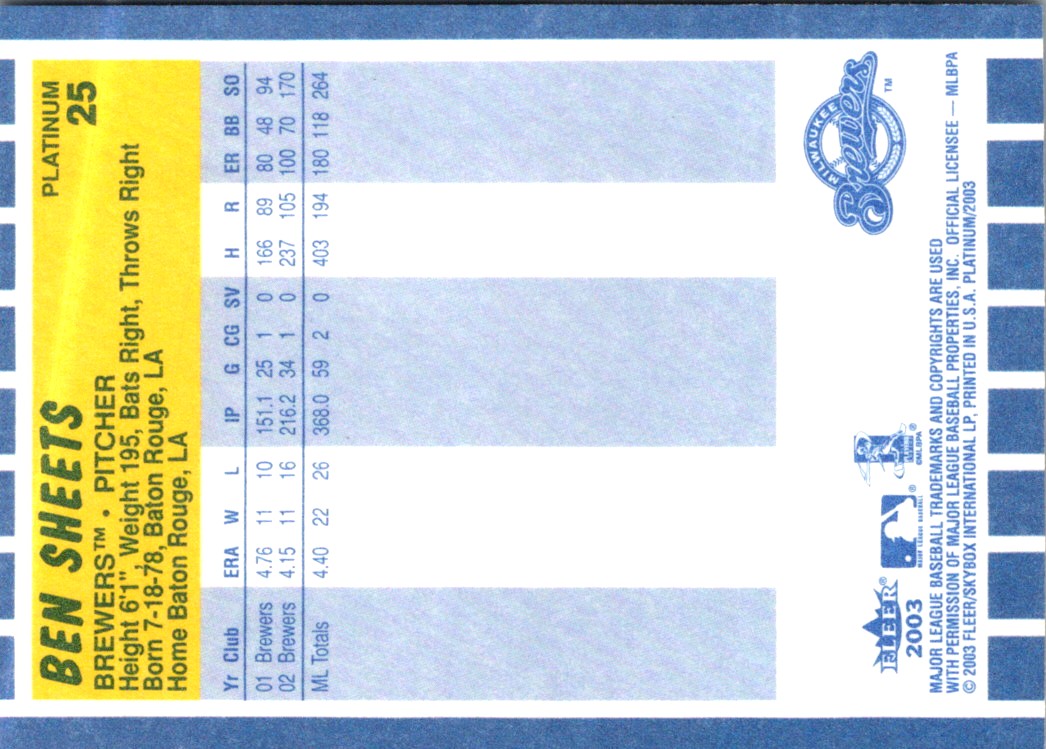 BEN SHEETS
PLATINUM
25
BREWERS™ • PITCHER
Height 6'1", Weight 195, Bats Right, Throws Right
Born 7-18-78, Baton Rouge, LA
Home Baton Rouge, LA
Yr Club ERA W L IP G CG SV H R ER BB SO
01 Brewers 4.76 11 10 151.1 25 1 0 166 89 80 48 94
02 Brewers 4.15 11 16 216.2 34 1 0 237 105 100 70 170
ML Totals 4.40 22 26 368.0 59 2 0 403 194 180 118 264
MILWAUKEE
Brewers
™
FLEER®
2003
MAJOR LEAGUE BASEBALL®
®
©MLBPA
MAJOR LEAGUE BASEBALL TRADEMARKS AND COPYRIGHTS ARE USED
WITH PERMISSION OF MAJOR LEAGUE BASEBALL PROPERTIES, INC. OFFICIAL LICENSEE — MLBPA
© 2003 FLEER/SKYBOX INTERNATIONAL LP, PRINTED IN U.S.A. PLATINUM/2003